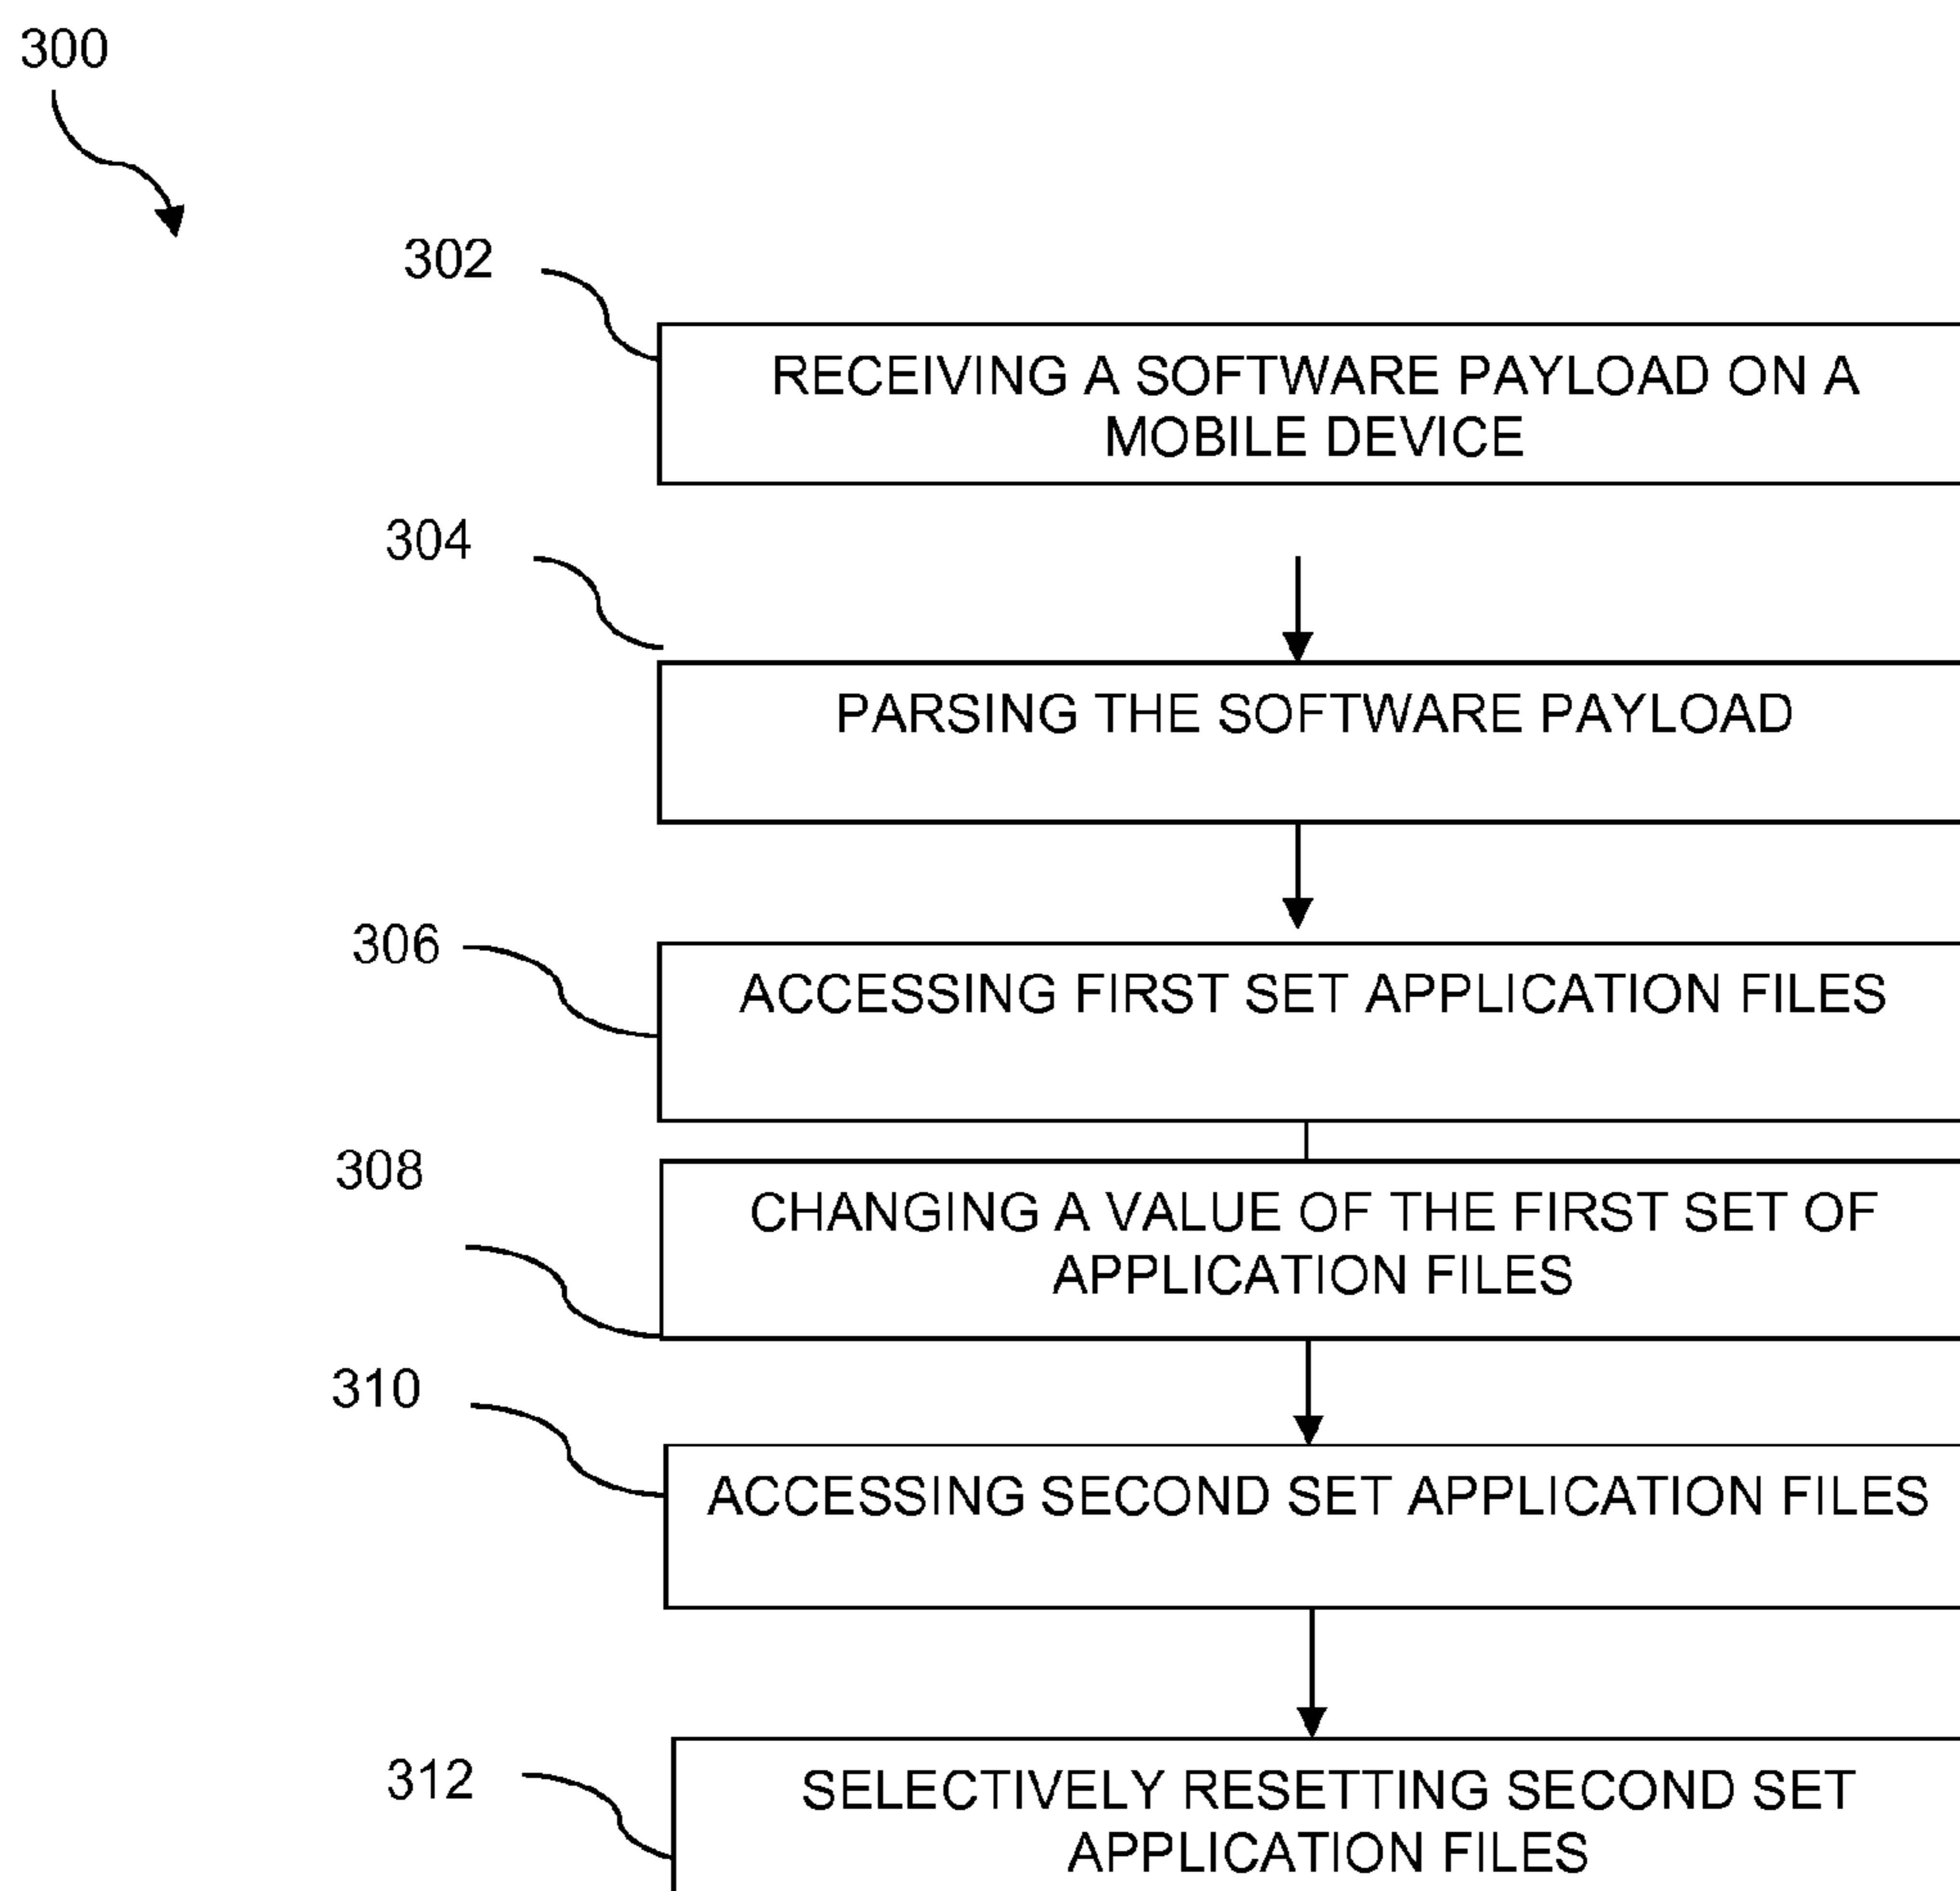 300
302
RECEIVING A SOFTWARE PAYLOAD ON A
MOBILE DEVICE
304
PARSING THE SOFTWARE PAYLOAD
306
ACCESSING FIRST SET APPLICATION FILES
308
CHANGING A VALUE OF THE FIRST SET OF
APPLICATION FILES
310
ACCESSING SECOND SET APPLICATION FILES
312
SELECTIVELY RESETTING SECOND SET
APPLICATION FILES